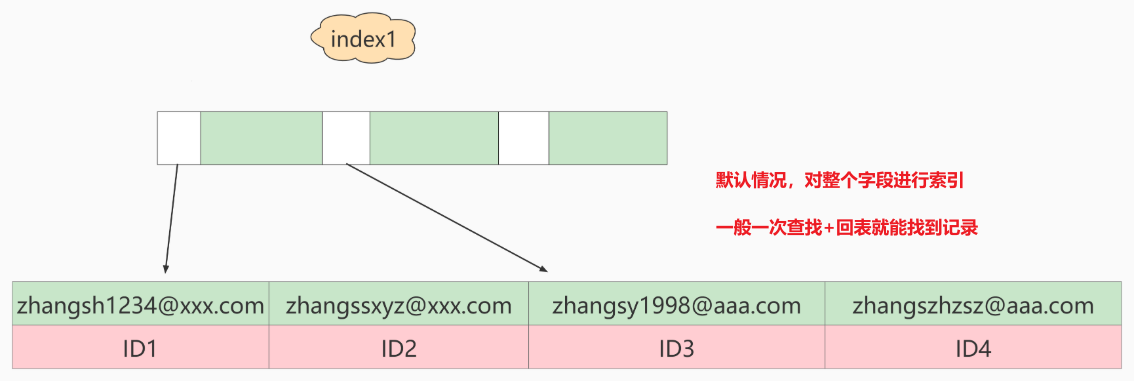 index1
默认情况，对整个字段进行索引
一般一次查找+回表就能找到记录
zhangsh1234@xxx.com zhangssxyz@xxx.com zhangsy1998@aaa.com zhangszhzsz@aaa.com
ID1 ID2 ID3 ID4